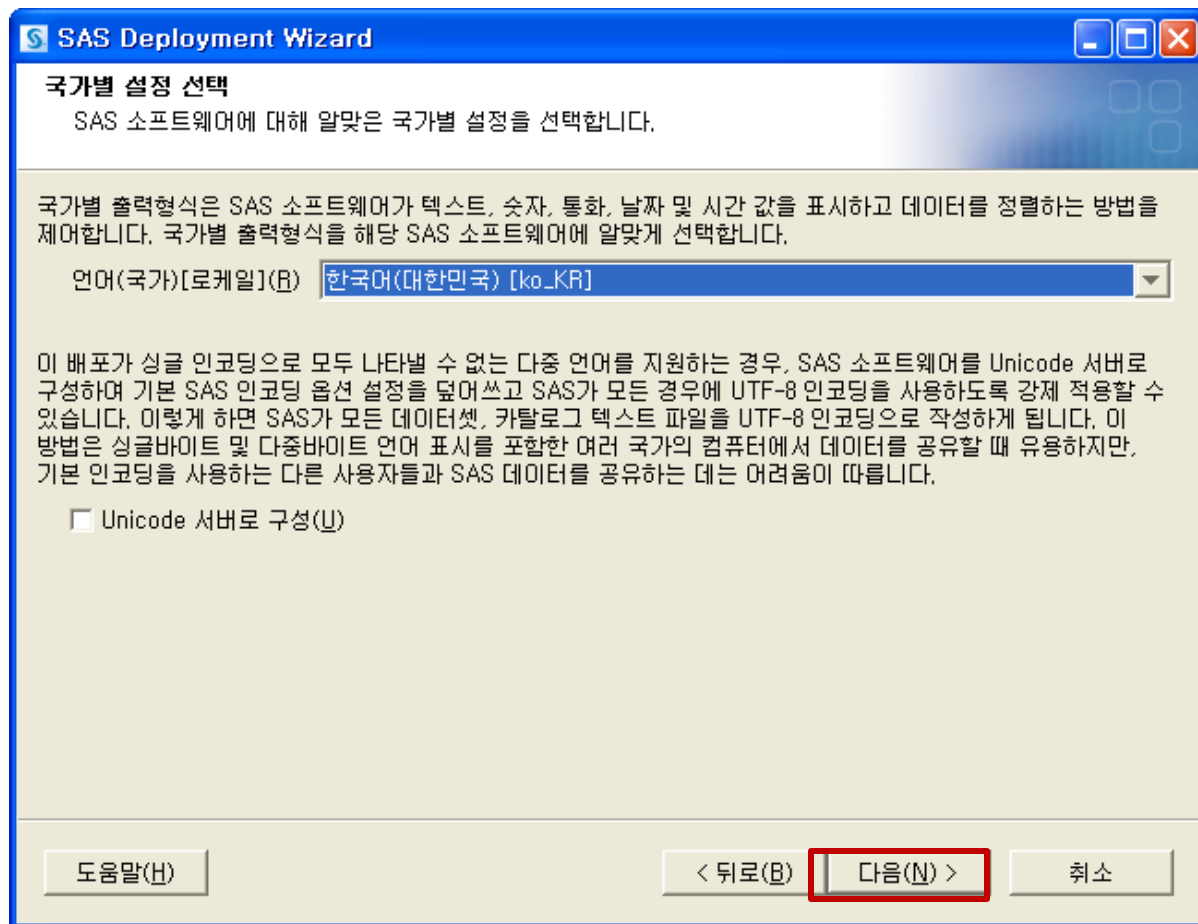 SAS Deployment Wizard
국가별 설정 선택
SAS 소프트웨어에 대해 알맞은 국가별 설정을 선택합니다.
국가별 출력형식은 SAS 소프트웨어가 텍스트, 숫자, 통화, 날짜 및 시간 값을 표시하고 데이터를 정렬하는 방법을
제어합니다. 국가별 출력형식을 해당 SAS 소프트웨어에 알맞게 선택합니다.
언어(국가)[로케일](R) 한국어(대한민국) [ko_KR]
이 배포가 싱글 인코딩으로 모두 나타낼 수 없는 다중 언어를 지원하는 경우, SAS 소프트웨어를 Unicode 서버로
구성하여 기본 SAS 인코딩 옵션 설정을 덮어쓰고 SAS가 모든 경우에 UTF-8 인코딩을 사용하도록 강제 적용할 수
있습니다. 이렇게 하면 SAS가 모든 데이터셋, 카탈로그 텍스트 파일을 UTF-8 인코딩으로 작성하게 됩니다. 이
방법은 싱글바이트 및 다중바이트 언어 표시를 포함한 여러 국가의 컴퓨터에서 데이터를 공유할 때 유용하지만,
기본 인코딩을 사용하는 다른 사용자들과 SAS 데이터를 공유하는 데는 어려움이 따릅니다.
Unicode 서버로 구성(U)
도움말(H) < 뒤로(B) 다음(N) > 취소